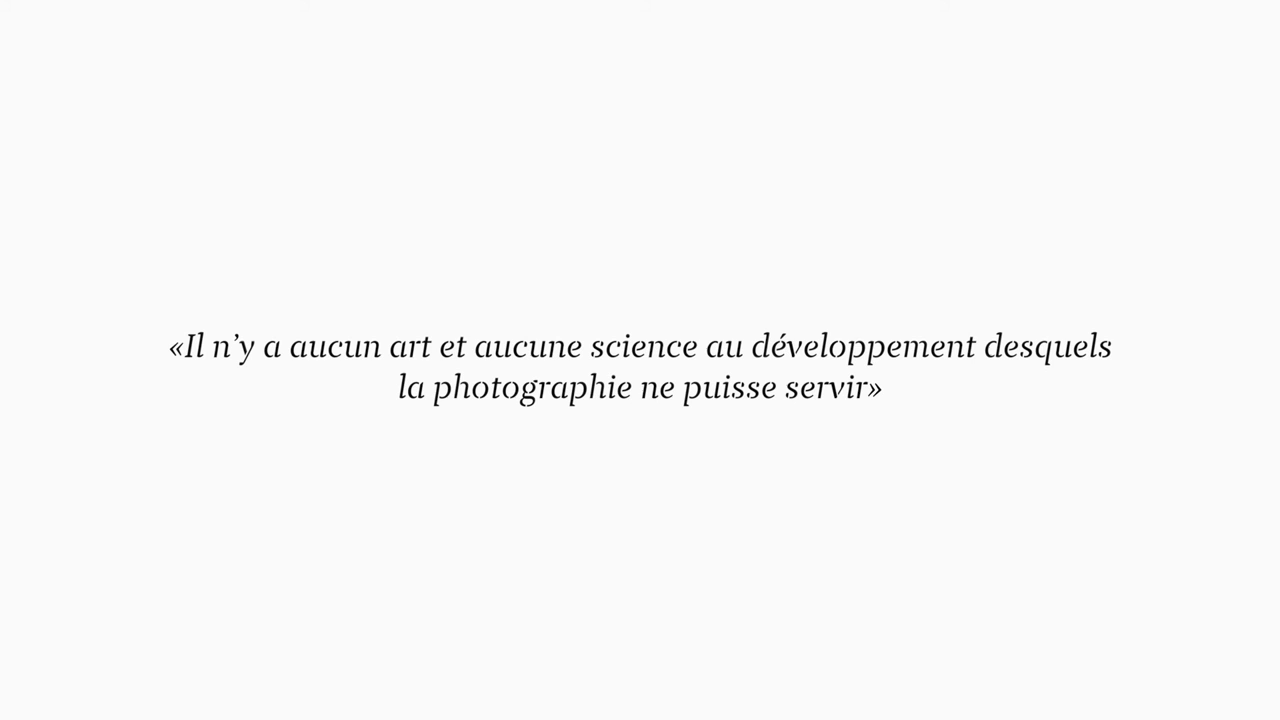 «Il n’y a aucun art et aucune science au développement desquels
la photographie ne puisse servir»